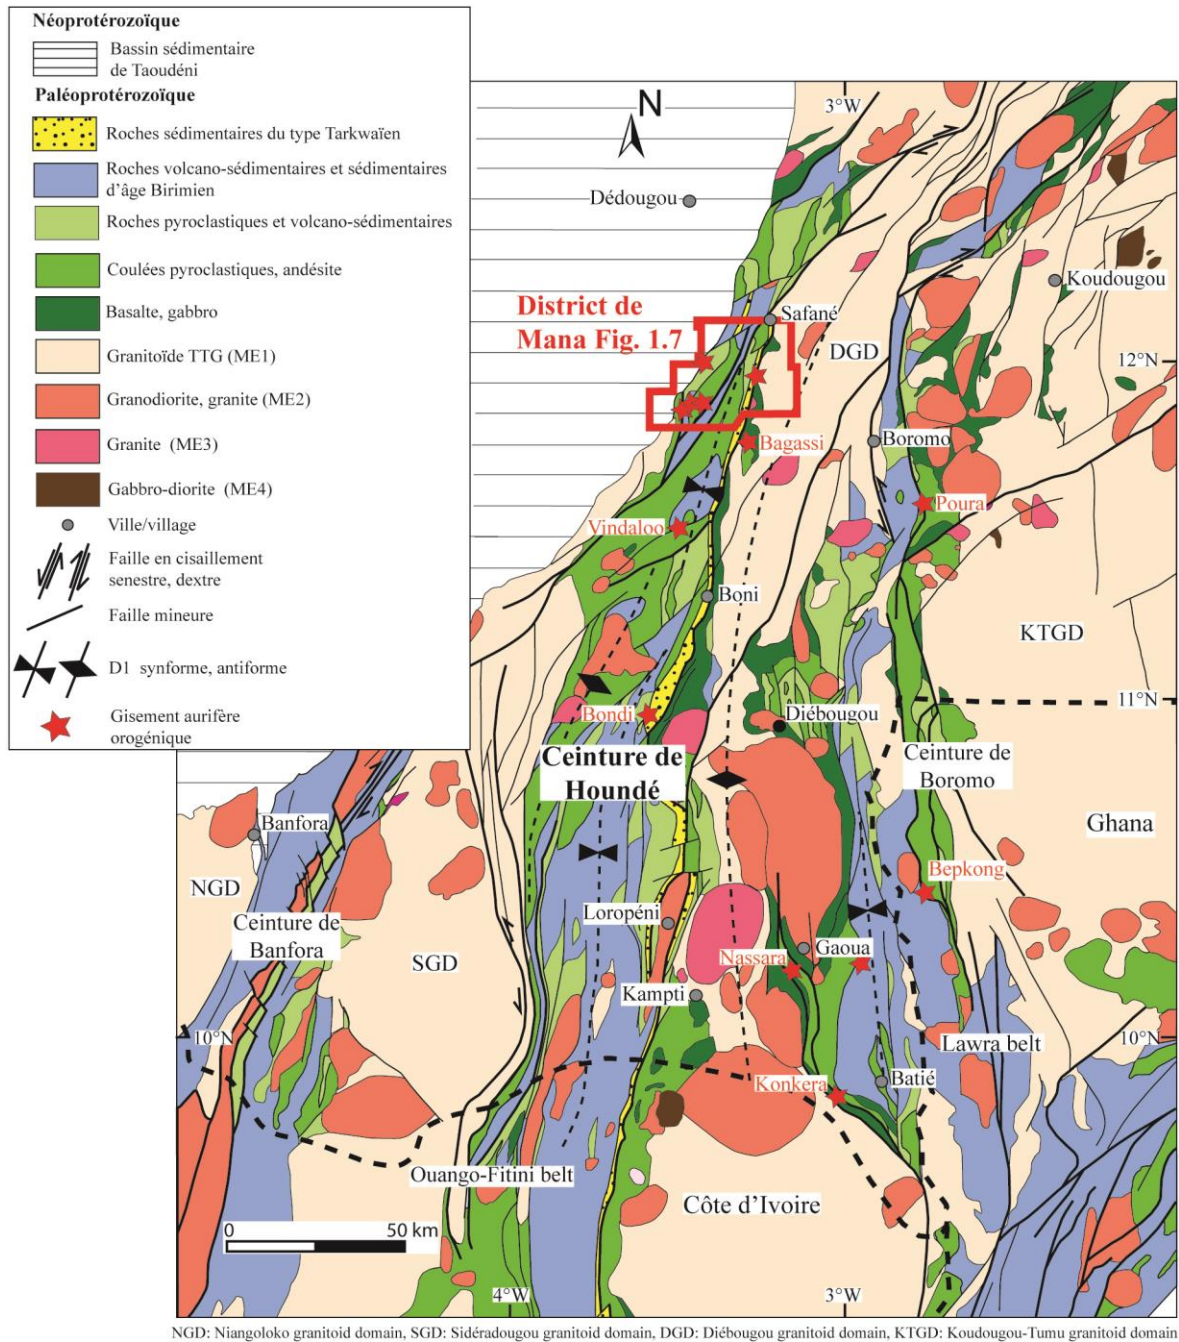 Néoprotérozoïque
Bassin sédimentaire
de Taoudéni
Paléoprotérozoïque
Roches sédimentaires du type Tarkwaïen
Roches volcano-sédimentaires et sédimentaires
d'âge Birimien
Roches pyroclastiques et volcano-sédimentaires
Coulées pyroclastiques, andésite
Basalte, gabbro
Granitoïde TTG (ME1)
Granodiorite, granite (ME2)
Granite (ME3)
Gabbro-diorite (ME4)
Ville/village
Faille en cisaillement
senestre, dextre
Faille mineure
D1 synforme, antiforme
Gisement aurifère
orogénique
N
3°W
Dédougou
Koudougou
District de
Mana Fig. 1.7
Safané
DGD
12°N
Boromo
Bagassi
Poura
Vindaloo
Boni
KTGD
11°N
Bondi
Diébougou
Ceinture de
Houndé
Ceinture de
Boromo
Ghana
Banfora
NGD
Bepkong
Ceinture de
Banfora
Loropéni
SGD
Gaoua
Nassara
Kampti
10°N
10°N
Lawra belt
Batié
Konkera
Ouango-Fitini belt
Côte d'Ivoire
0
50 km
4°W
3°W
NGD: Niangoloko granitoid domain, SGD: Sidéradougou granitoid domain, DGD: Diébougou granitoid domain, KTGD: Koudougou-Tumu granitoid domain